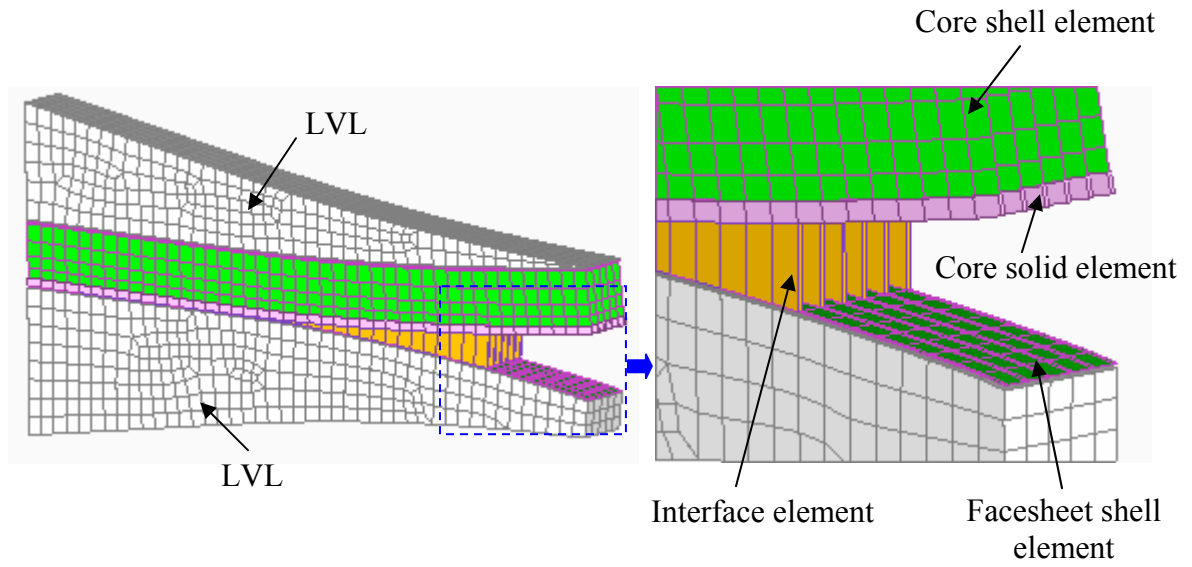 Core shell element
LVL
Core solid element
LVL
Interface element
Facesheet shell
element